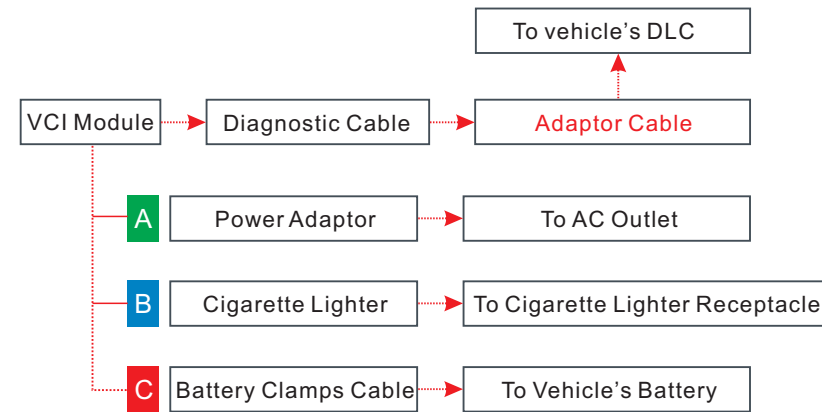 To vehicle's DLC
VCI Module
Diagnostic Cable
Adaptor Cable
A
Power Adaptor
To AC Outlet
B
Cigarette Lighter
To Cigarette Lighter Receptacle
C
Battery Clamps Cable
To Vehicle's Battery